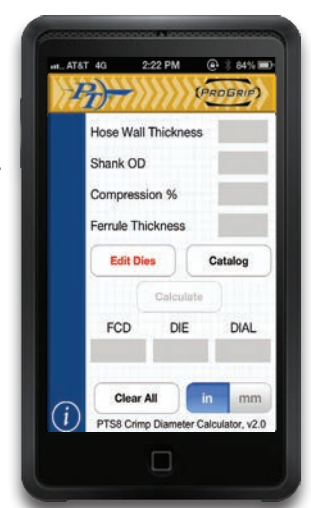 AT&T 4G 2:22 PM 84%
PT (PROGRIP)
Hose Wall Thickness
Shank OD
Compression %
Ferrule Thickness
Edit Dies Catalog
Calculate
FCD DIE DIAL
Clear All in mm
i PTS8 Crimp Diameter Calculator, v2.0